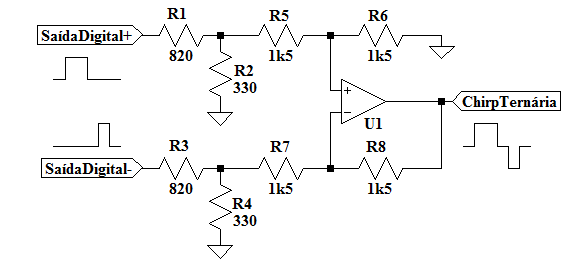 R1
R5
R6
SaídaDigital+
820
1k5
1k5
R2
330
+
ChirpTernária
−
U1
R3
R7
R8
SaídaDigital-
820
1k5
1k5
R4
330